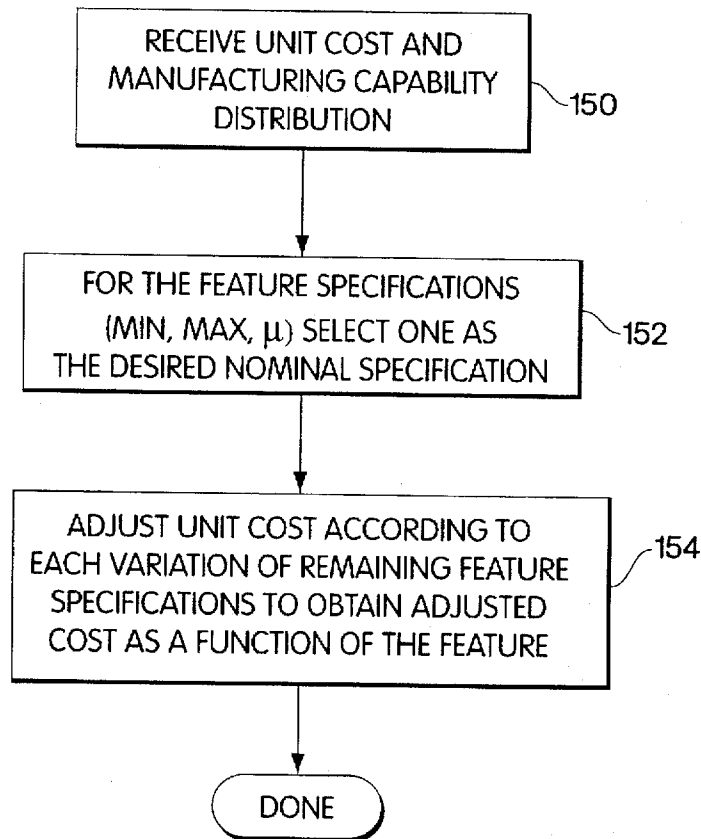 RECEIVE UNIT COST AND
MANUFACTURING CAPABILITY
DISTRIBUTION
150
FOR THE FEATURE SPECIFICATIONS
(MIN, MAX, μ) SELECT ONE AS
THE DESIRED NOMINAL SPECIFICATION
152
ADJUST UNIT COST ACCORDING TO
EACH VARIATION OF REMAINING FEATURE
SPECIFICATIONS TO OBTAIN ADJUSTED
COST AS A FUNCTION OF THE FEATURE
154
DONE